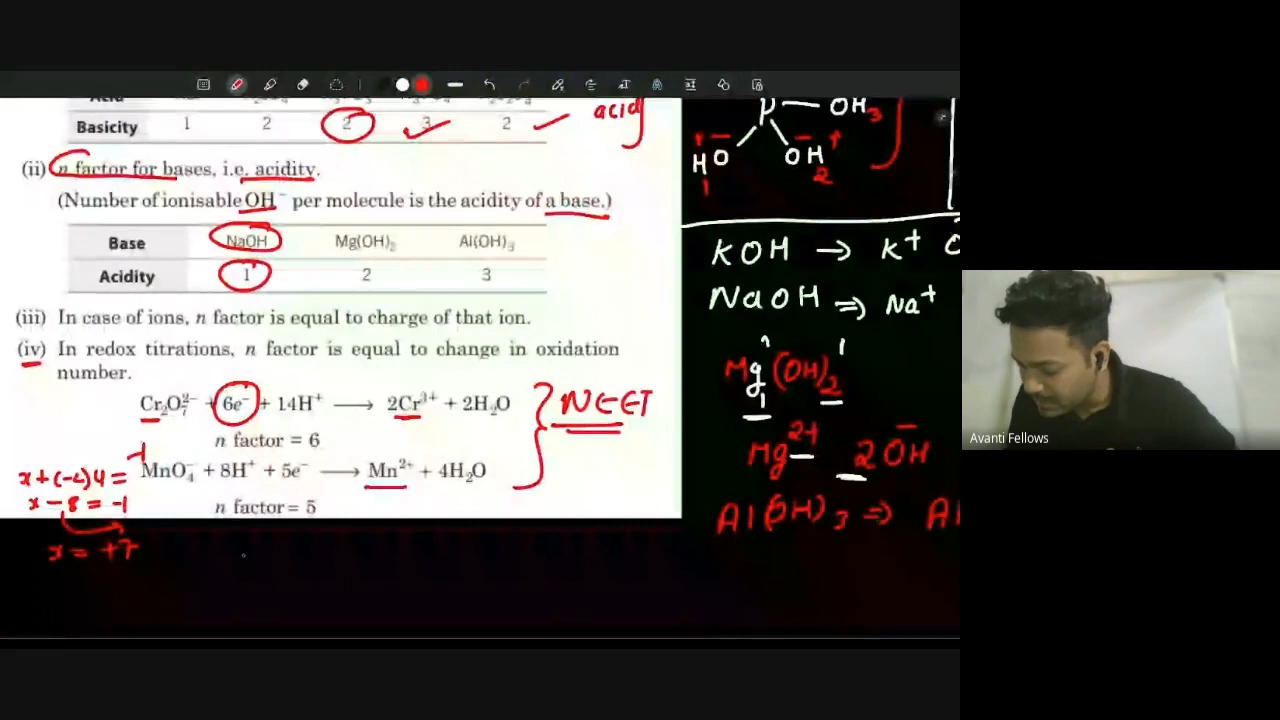 Basicity 1 2 2 3 2
acid
(ii) n factor for bases, i.e. acidity.
(Number of ionisable OH⁻ per molecule is the acidity of a base.)
Base NaOH Mg(OH)₂ Al(OH)₃
Acidity 1 2 3
(iii) In case of ions, n factor is equal to charge of that ion.
(iv) In redox titrations, n factor is equal to change in oxidation
number.
Cr₂O₇²⁻ + 6e⁻ + 14H⁺ ⟶ 2Cr³⁺ + 2H₂O
n factor = 6
NEET
MnO₄⁻ + 8H⁺ + 5e⁻ ⟶ Mn²⁺ + 4H₂O
n factor = 5
x + (-2)4 = -1
x - 8 = -1
x = +7
P — OH 3
HO OH
1 2
KOH → K⁺
NaOH ⇒ Na⁺
Mg(OH)₂
Mg²⁺ 2OH⁻
Al(OH)₃ ⇒ Al
Avanti Fellows